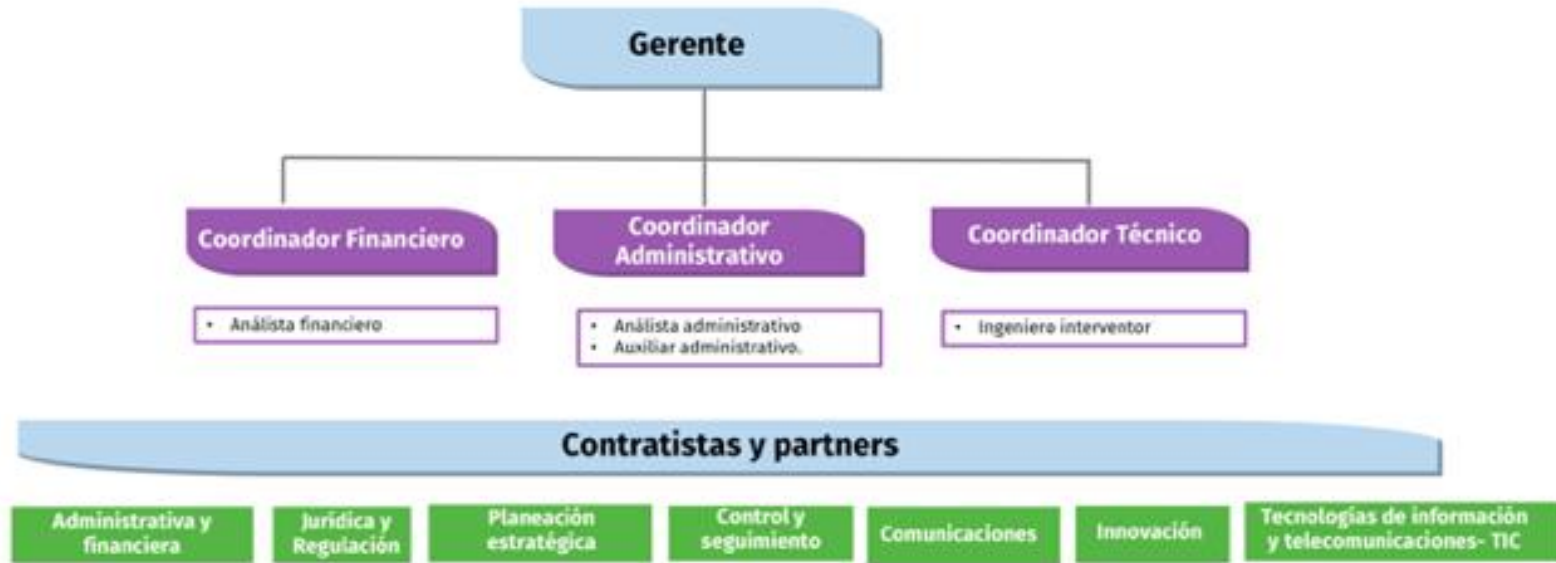 Gerente
Coordinador Financiero
Coordinador
Administrativo
Coordinador Técnico
• Análista financiero
• Análista administrativo
• Auxiliar administrativo.
• Ingeniero interventor
Contratistas y partners
Administrativa y
financiera
Jurídica y
Regulación
Planeación
estratégica
Control y
seguimiento
Comunicaciones
Innovación
Tecnologías de información
y telecomunicaciones- TIC